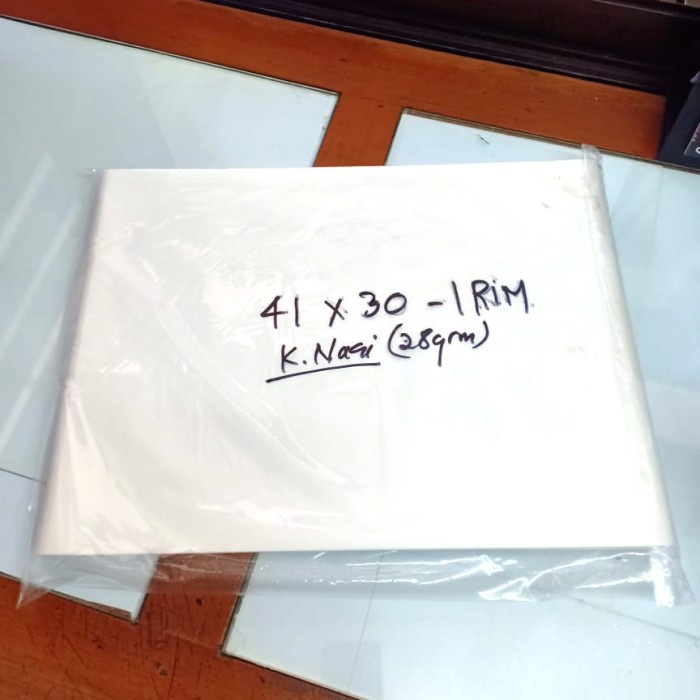 41 x 30 - 1 RiM.
K. Nasi (28grm)